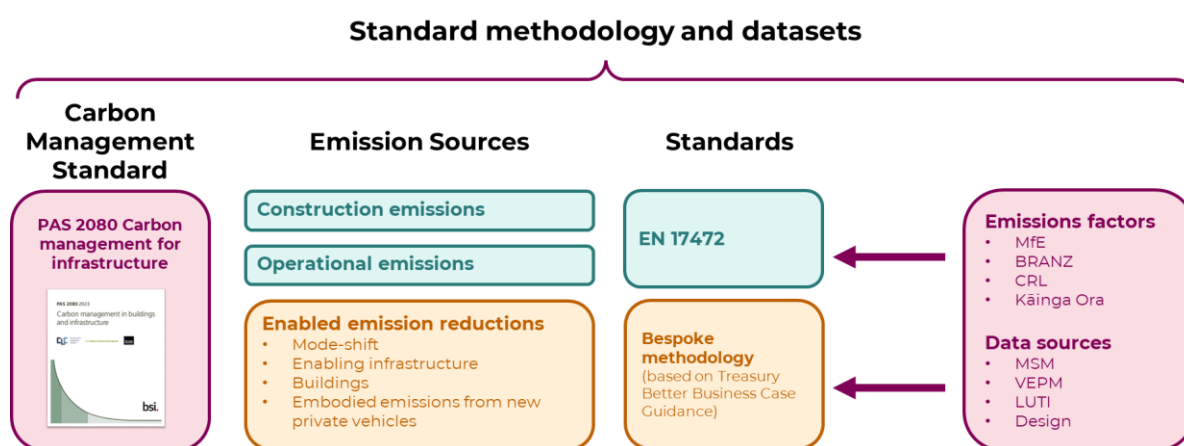 Standard methodology and datasets
Carbon
Management
Standard
Emission Sources
Standards
PAS 2080 Carbon
management for
infrastructure
PAS 2080:2023
Carbon management in buildings
and infrastructure
bsi.
Construction emissions
Operational emissions
Enabled emission reductions
• Mode-shift
• Enabling infrastructure
• Buildings
• Embodied emissions from new
private vehicles
EN 17472
Bespoke
methodology
(based on Treasury
Better Business Case
Guidance)
Emissions factors
• MfE
• BRANZ
• CRL
• Kāinga Ora
Data sources
• MSM
• VEPM
• LUTI
• Design